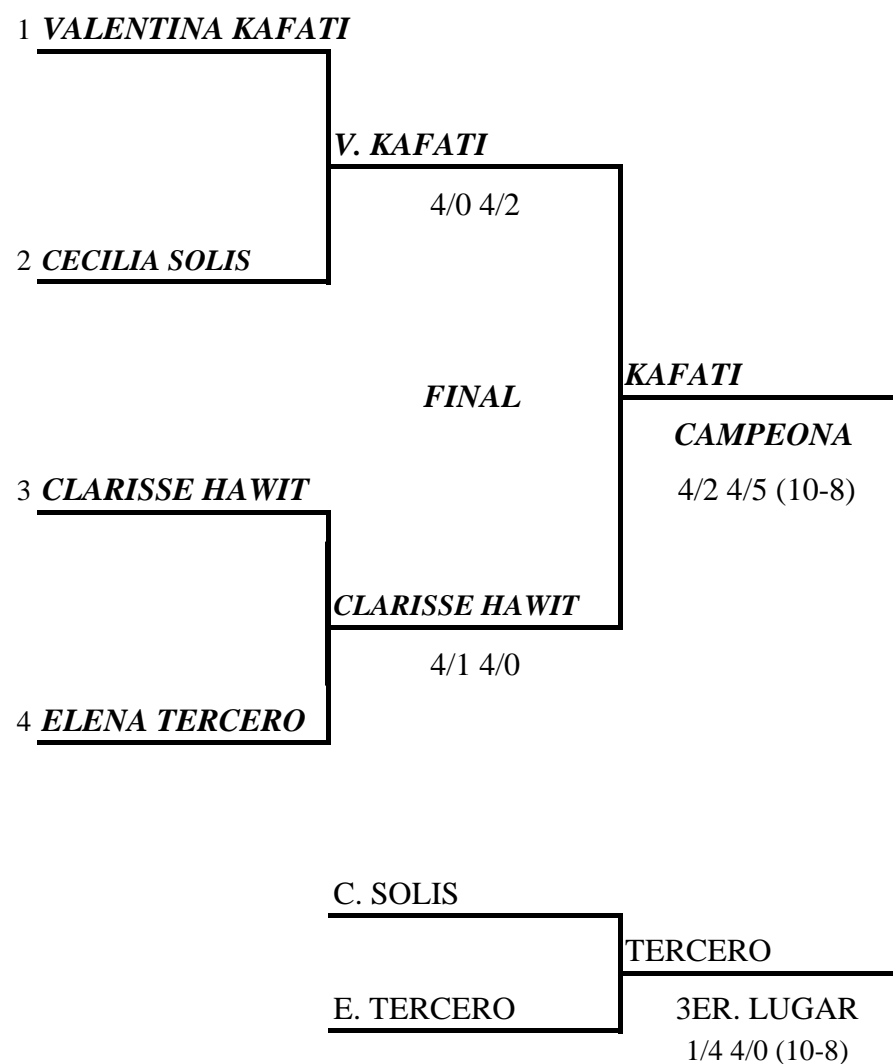 1 VALENTINA KAFATI
V. KAFATI
4/0 4/2
2 CECILIA SOLIS
KAFATI
FINAL
CAMPEONA
3 CLARISSE HAWIT
4/2 4/5 (10-8)
CLARISSE HAWIT
4/1 4/0
4 ELENA TERCERO
C. SOLIS
TERCERO
E. TERCERO
3ER. LUGAR
1/4 4/0 (10-8)